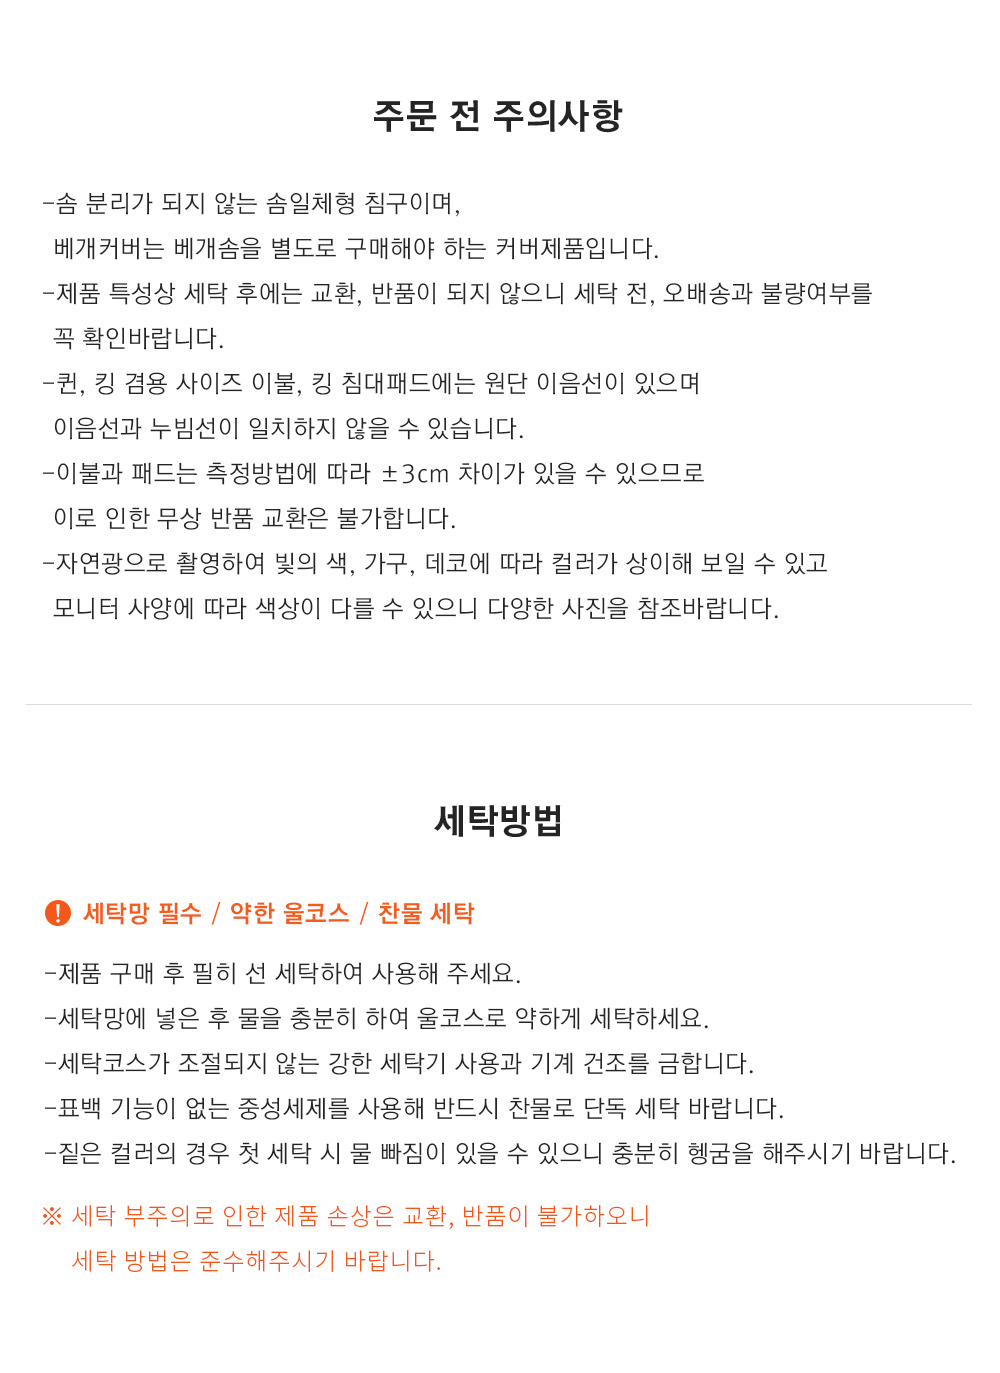 주문 전 주의사항
-솜 분리가 되지 않는 솜일체형 침구이며,
베개커버는 베개솜을 별도로 구매해야 하는 커버제품입니다.
-제품 특성상 세탁 후에는 교환, 반품이 되지 않으니 세탁 전, 오배송과 불량여부를
꼭 확인바랍니다.
-퀸, 킹 겸용 사이즈 이불, 킹 침대패드에는 원단 이음선이 있으며
이음선과 누빔선이 일치하지 않을 수 있습니다.
-이불과 패드는 측정방법에 따라 ±3cm 차이가 있을 수 있으므로
이로 인한 무상 반품 교환은 불가합니다.
-자연광으로 촬영하여 빛의 색, 가구, 데코에 따라 컬러가 상이해 보일 수 있고
모니터 사양에 따라 색상이 다를 수 있으니 다양한 사진을 참조바랍니다.
세탁방법
! 세탁망 필수 / 약한 울코스 / 찬물 세탁
-제품 구매 후 필히 선 세탁하여 사용해 주세요.
-세탁망에 넣은 후 물을 충분히 하여 울코스로 약하게 세탁하세요.
-세탁코스가 조절되지 않는 강한 세탁기 사용과 기계 건조를 금합니다.
-표백 기능이 없는 중성세제를 사용해 반드시 찬물로 단독 세탁 바랍니다.
-짙은 컬러의 경우 첫 세탁 시 물 빠짐이 있을 수 있으니 충분히 헹굼을 해주시기 바랍니다.
※ 세탁 부주의로 인한 제품 손상은 교환, 반품이 불가하오니
세탁 방법은 준수해주시기 바랍니다.